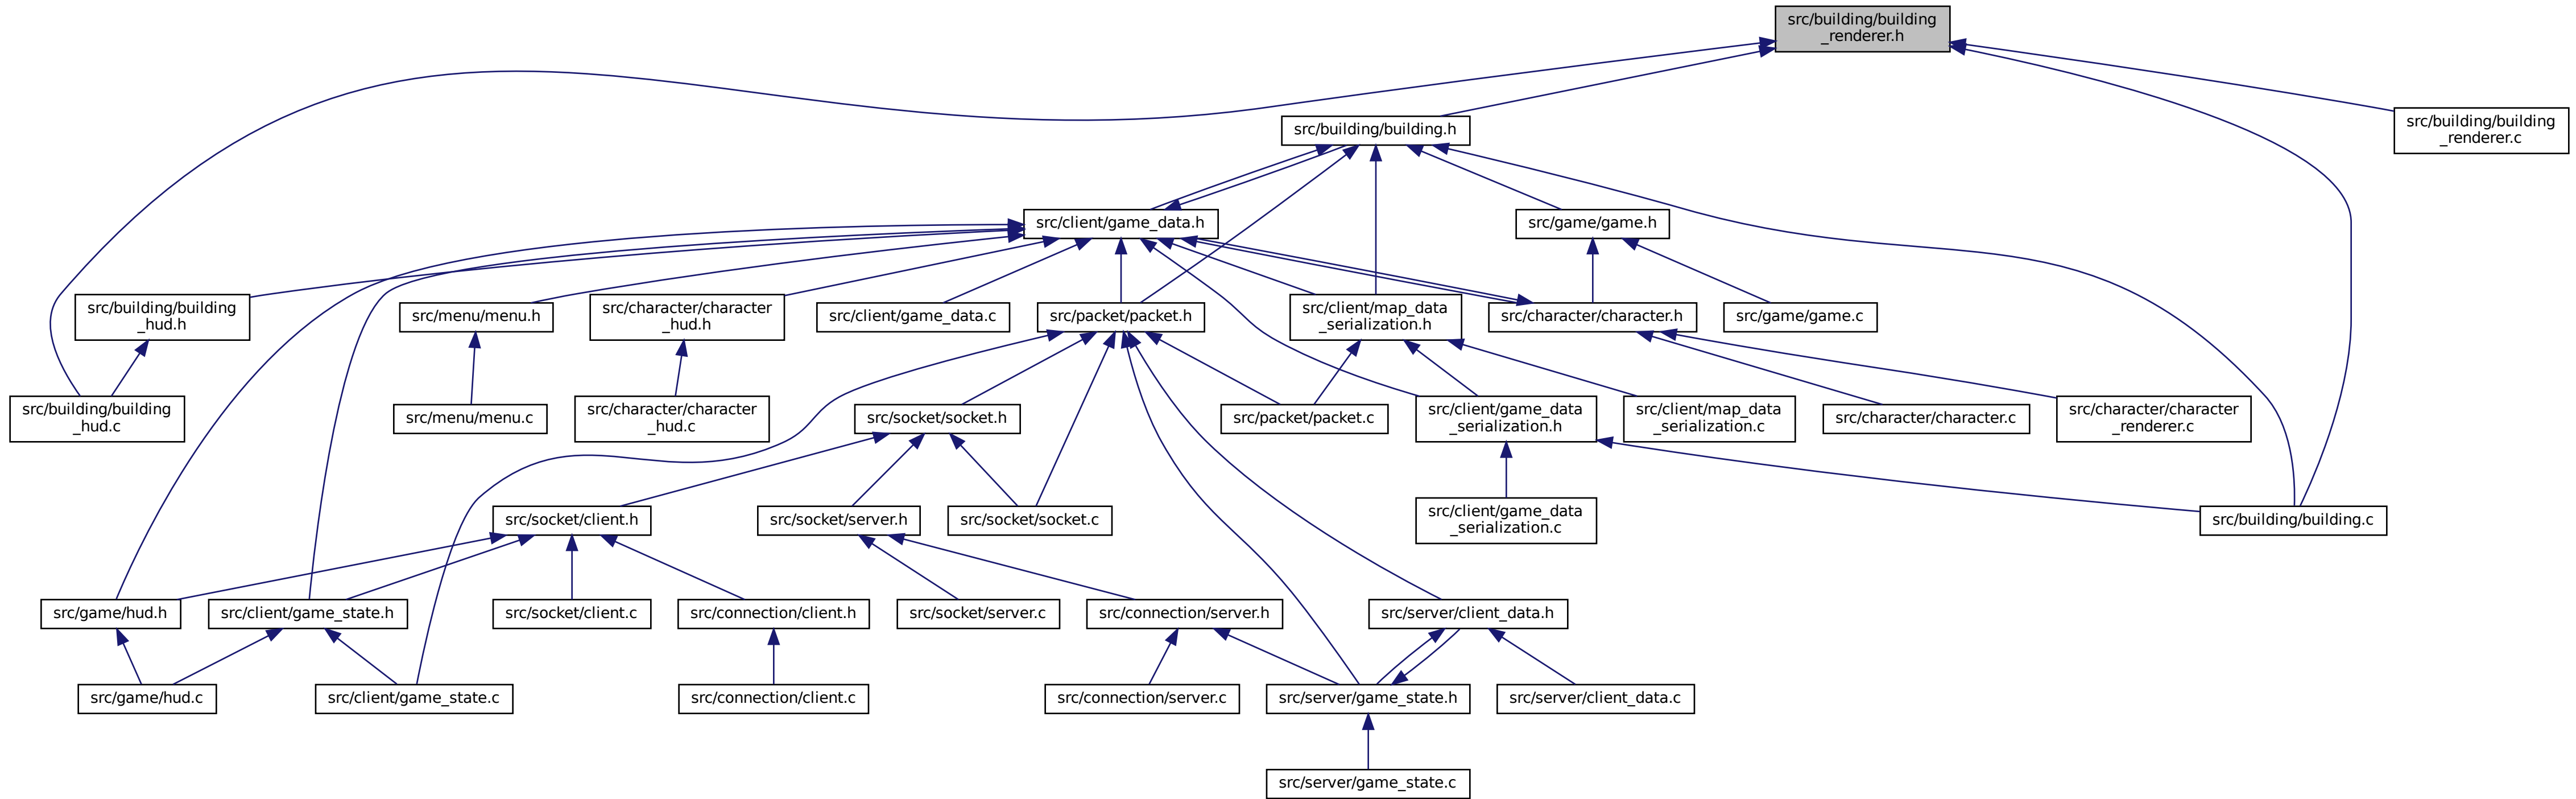 src/building/building
_renderer.h
src/building/building
_renderer.c
src/building/building.h
src/client/game_data.h
src/game/game.h
src/building/building
_hud.h
src/menu/menu.h
src/character/character
_hud.h
src/client/game_data.c
src/packet/packet.h
src/client/map_data
_serialization.h
src/character/character.h
src/game/game.c
src/building/building
_hud.c
src/menu/menu.c
src/character/character
_hud.c
src/socket/socket.h
src/packet/packet.c
src/client/game_data
_serialization.h
src/client/map_data
_serialization.c
src/character/character.c
src/character/character
_renderer.c
src/socket/client.h
src/socket/server.h
src/socket/socket.c
src/client/game_data
_serialization.c
src/building/building.c
src/game/hud.h
src/client/game_state.h
src/socket/client.c
src/connection/client.h
src/socket/server.c
src/connection/server.h
src/server/client_data.h
src/game/hud.c
src/client/game_state.c
src/connection/client.c
src/connection/server.c
src/server/game_state.h
src/server/client_data.c
src/server/game_state.c